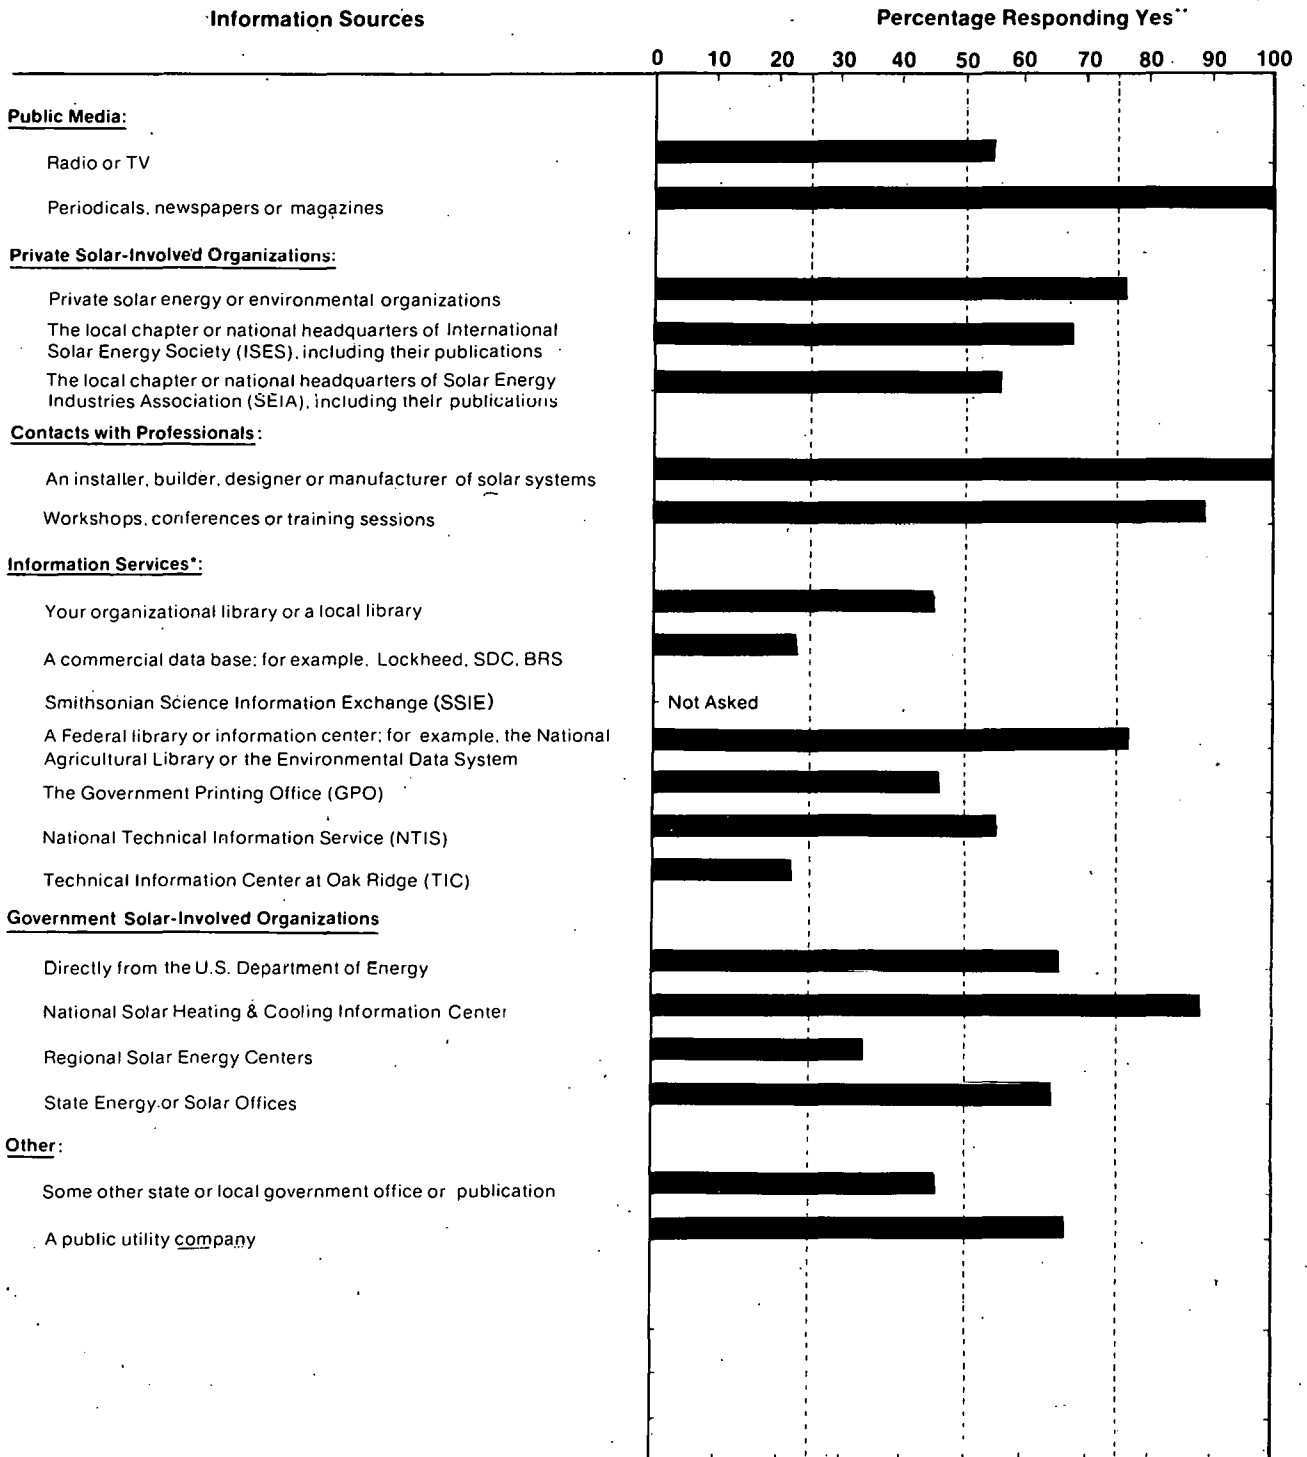 Information Sources
Percentage Responding Yes**
0 10 20 30 40 50 60 70 80 90 100
Public Media:
Radio or TV
Periodicals, newspapers or magazines
Private Solar-Involved Organizations:
Private solar energy or environmental organizations
The local chapter or national headquarters of International
Solar Energy Society (ISES), including their publications
The local chapter or national headquarters of Solar Energy
Industries Association (SEIA), including their publications
Contacts with Professionals:
An installer, builder, designer or manufacturer of solar systems
Workshops, conferences or training sessions
Information Services*:
Your organizational library or a local library
A commercial data base; for example, Lockheed, SDC, BRS
Smithsonian Science Information Exchange (SSIE)
Not Asked
A Federal library or information center; for example, the National
Agricultural Library or the Environmental Data System
The Government Printing Office (GPO)
National Technical Information Service (NTIS)
Technical Information Center at Oak Ridge (TIC)
Government Solar-Involved Organizations
Directly from the U.S. Department of Energy
National Solar Heating & Cooling Information Center
Regional Solar Energy Centers
State Energy or Solar Offices
Other:
Some other state or local government office or publication
A public utility company